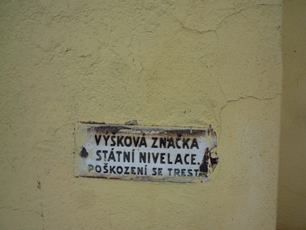 VÝŠKOVÁ ZNAČKA
STÁTNÍ NIVELACE.
POŠKOZENÍ SE TRESTÁ